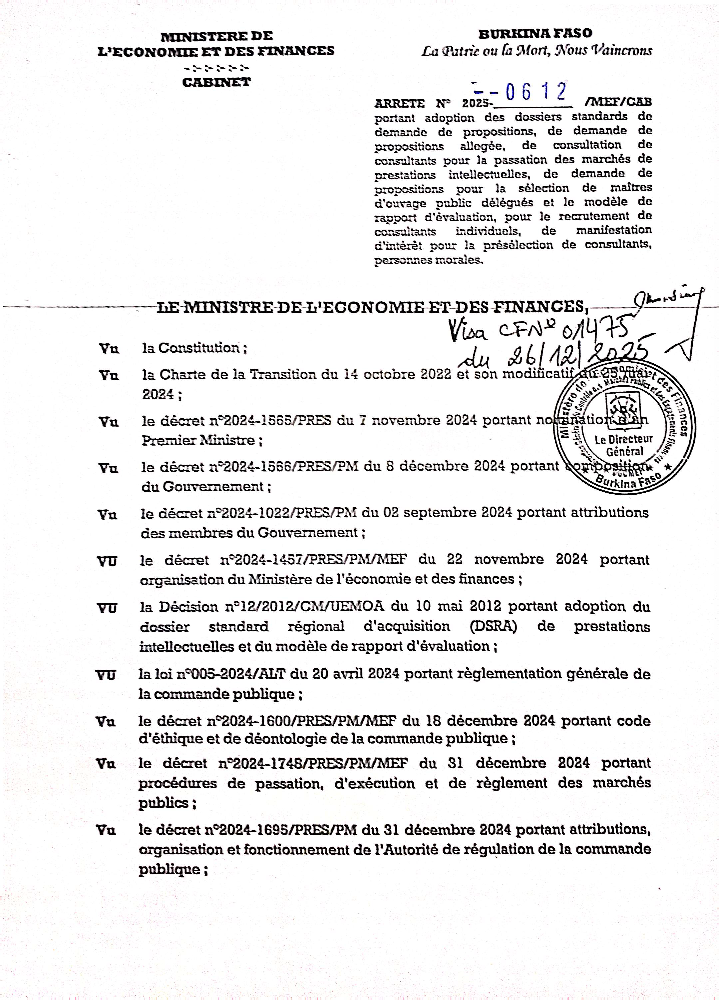 MINISTERE DE
L'ECONOMIE ET DES FINANCES
-:-:-:-:-:-
CABINET
BURKINA FASO
La Patrie ou la Mort, Nous Vaincrons
--0612
ARRETE N° 2025-__________ /MEF/CAB
portant adoption des dossiers standards de
demande de propositions, de demande de
propositions allegée, de consultation de
consultants pour la passation des marchés de
prestations intellectuelles, de demande de
propositions pour la sélection de maîtres
d'ouvrage public délégués et le modèle de
rapport d'évaluation, pour le recrutement de
consultants individuels, de manifestation
d'intérêt pour la présélection de consultants,
personnes morales.
LE MINISTRE DE L'ECONOMIE ET DES FINANCES,
Visa CF N° 01475
du 26/12/2025
Vu la Constitution ;
Vu la Charte de la Transition du 14 octobre 2022 et son modificatif du 25 mai
2024 ;
Vu le décret n°2024-1565/PRES du 7 novembre 2024 portant nomination d'un
Premier Ministre ;
Vu le décret n°2024-1566/PRES/PM du 8 décembre 2024 portant composition
du Gouvernement ;
Vu le décret n°2024-1022/PRES/PM du 02 septembre 2024 portant attributions
des membres du Gouvernement ;
VU le décret n°2024-1457/PRES/PM/MEF du 22 novembre 2024 portant
organisation du Ministère de l'économie et des finances ;
VU la Décision n°12/2012/CM/UEMOA du 10 mai 2012 portant adoption du
dossier standard régional d'acquisition (DSRA) de prestations
intellectuelles et du modèle de rapport d'évaluation ;
VU la loi n°005-2024/ALT du 20 avril 2024 portant règlementation générale de
la commande publique ;
Vu le décret n°2024-1600/PRES/PM/MEF du 18 décembre 2024 portant code
d'éthique et de déontologie de la commande publique ;
Vu le décret n°2024-1748/PRES/PM/MEF du 31 décembre 2024 portant
procédures de passation, d'exécution et de règlement des marchés
publics ;
Vu le décret n°2024-1695/PRES/PM du 31 décembre 2024 portant attributions,
organisation et fonctionnement de l'Autorité de régulation de la commande
publique ;
et des Finances
Le Directeur
Général
DGCMEF
Burkina Faso